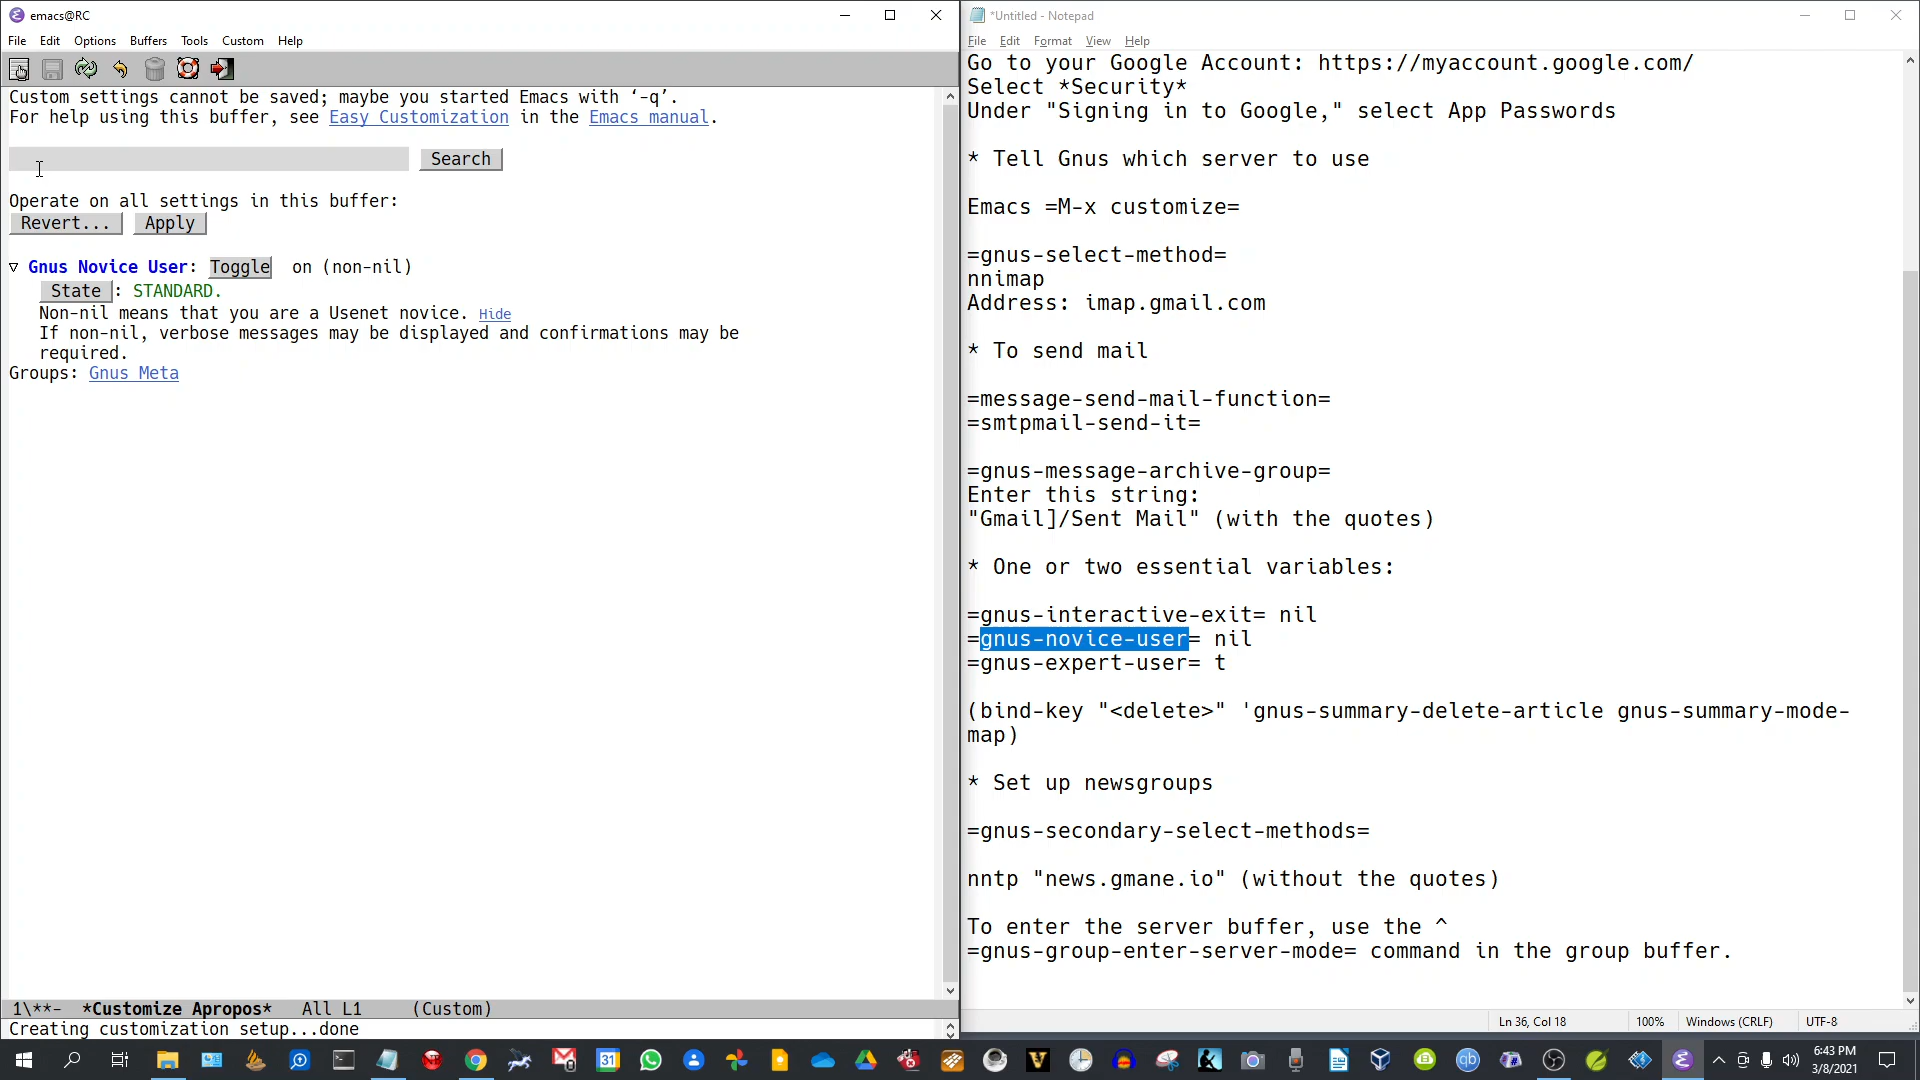 emacs@RC
File Edit Options Buffers Tools Custom Help
Custom settings cannot be saved; maybe you started Emacs with ‘-q’.
For help using this buffer, see Easy Customization in the Emacs manual.
Search
Operate on all settings in this buffer:
Revert... Apply
Gnus Novice User: Toggle on (non-nil)
State : STANDARD.
Non-nil means that you are a Usenet novice. Hide
If non-nil, verbose messages may be displayed and confirmations may be
required.
Groups: Gnus Meta
1\**- *Customize Apropos* All L1 (Custom)
Creating customization setup...done
*Untitled - Notepad
File Edit Format View Help
Go to your Google Account: https://myaccount.google.com/
Select *Security*
Under "Signing in to Google," select App Passwords
* Tell Gnus which server to use
Emacs =M-x customize=
=gnus-select-method=
nnimap
Address: imap.gmail.com
* To send mail
=message-send-mail-function=
=smtpmail-send-it=
=gnus-message-archive-group=
Enter this string:
"Gmail]/Sent Mail" (with the quotes)
* One or two essential variables:
=gnus-interactive-exit= nil
=gnus-novice-user= nil
=gnus-expert-user= t
(bind-key "<delete>" 'gnus-summary-delete-article gnus-summary-mode-
map)
* Set up newsgroups
=gnus-secondary-select-methods=
nntp "news.gmane.io" (without the quotes)
To enter the server buffer, use the ^
=gnus-group-enter-server-mode= command in the group buffer.
Ln 36, Col 18 100% Windows (CRLF) UTF-8
6:43 PM
3/8/2021